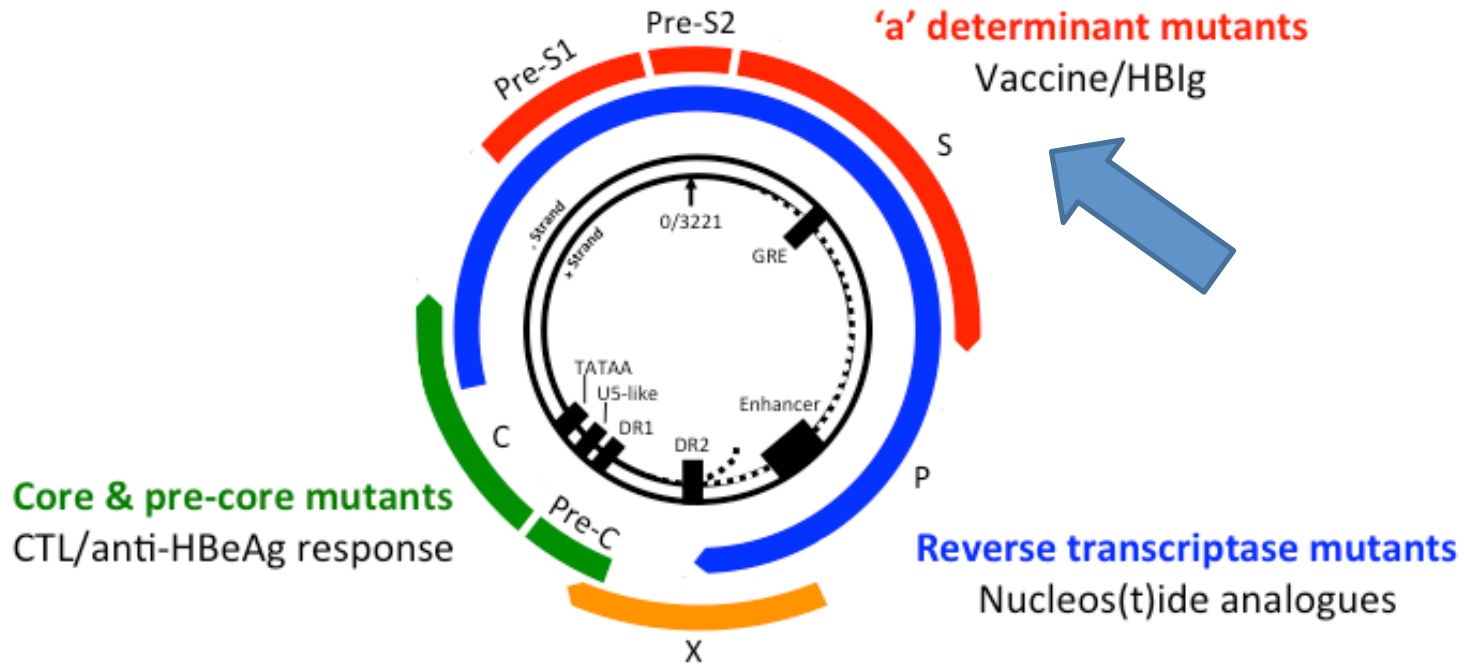 Pre-S2
'a' determinant mutants
Vaccine/HBIg
Pre-S1
S
- Strand
+ Strand
0/3221
GRE
TATAA
U5-like
DR1
DR2
Enhancer
C
P
Core & pre-core mutants
CTL/anti-HBeAg response
Pre-C
Reverse transcriptase mutants
Nucleos(t)ide analogues
X